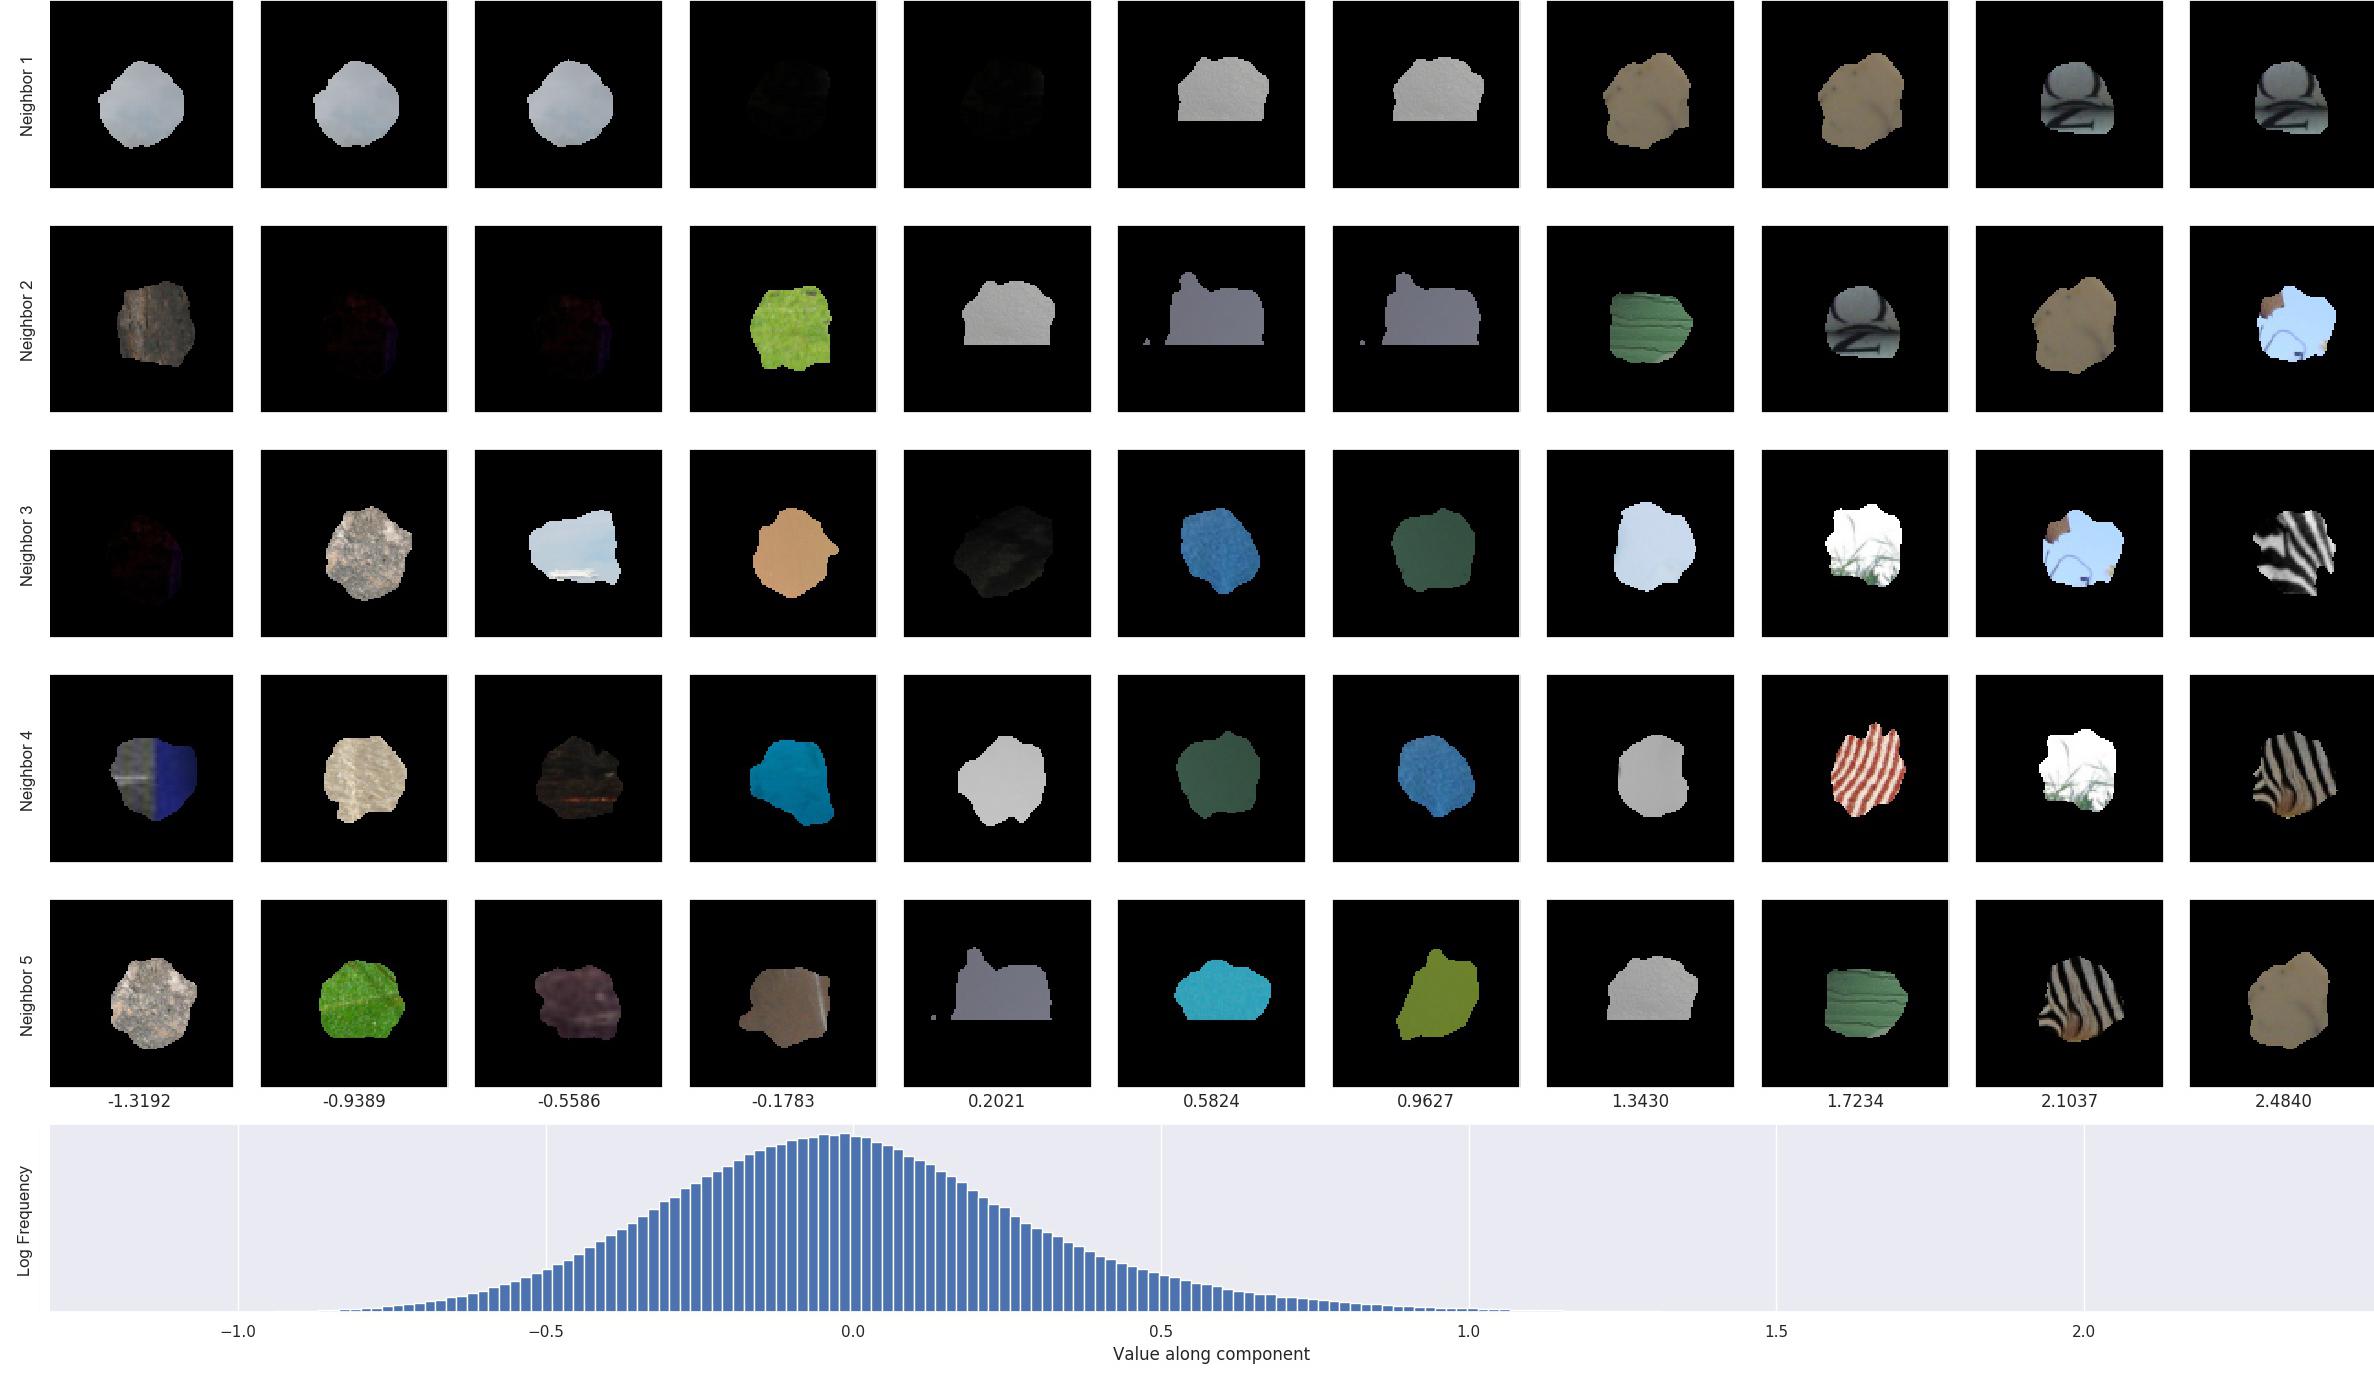 Neighbor 1
Neighbor 2
Neighbor 3
Neighbor 4
Neighbor 5
-1.3192 -0.9389 -0.5586 -0.1783 0.2021 0.5824 0.9627 1.3430 1.7234 2.1037 2.4840
Log Frequency
−1.0 −0.5 0.0 0.5 1.0 1.5 2.0
Value along component